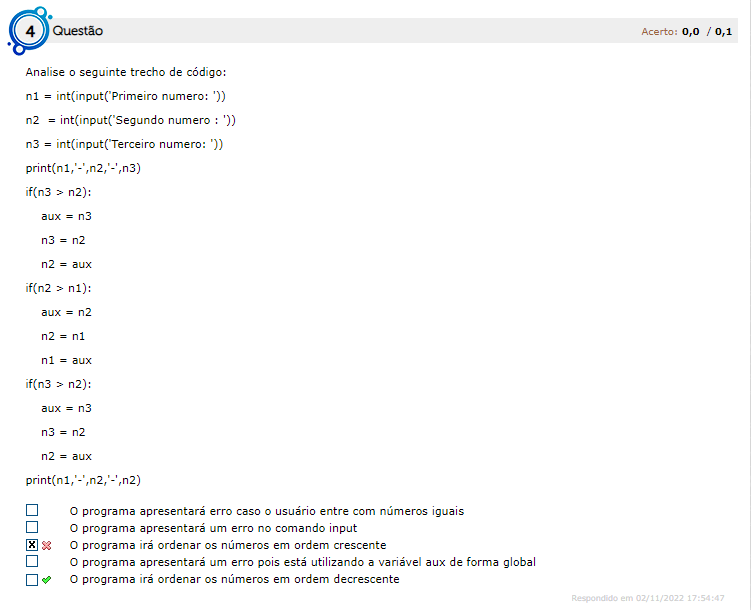 4 Questão Acerto: 0,0 / 0,1
Analise o seguinte trecho de código:
n1 = int(input('Primeiro numero: '))
n2  = int(input('Segundo numero : '))
n3 = int(input('Terceiro numero: '))
print(n1,'-',n2,'-',n3)
if(n3 > n2):
aux = n3
n3 = n2
n2 = aux
if(n2 > n1):
aux = n2
n2 = n1
n1 = aux
if(n3 > n2):
aux = n3
n3 = n2
n2 = aux
print(n1,'-',n2,'-',n2)
O programa apresentará erro caso o usuário entre com números iguais
O programa apresentará um erro no comando input
O programa irá ordenar os números em ordem crescente
O programa apresentará um erro pois está utilizando a variável aux de forma global
O programa irá ordenar os números em ordem decrescente
Respondido em 02/11/2022 17:54:47